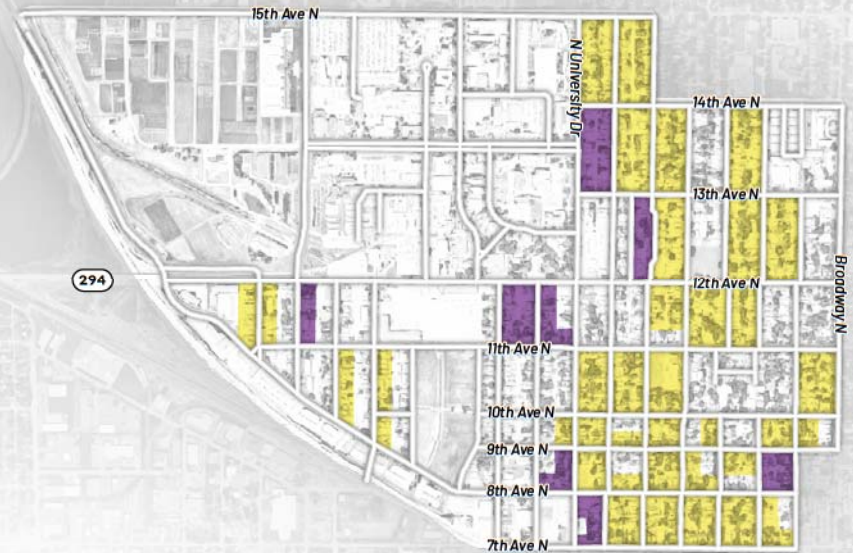 15th Ave N
N University Dr
14th Ave N
13th Ave N
294
12th Ave N
Broadway N
11th Ave N
10th Ave N
9th Ave N
8th Ave N
7th Ave N